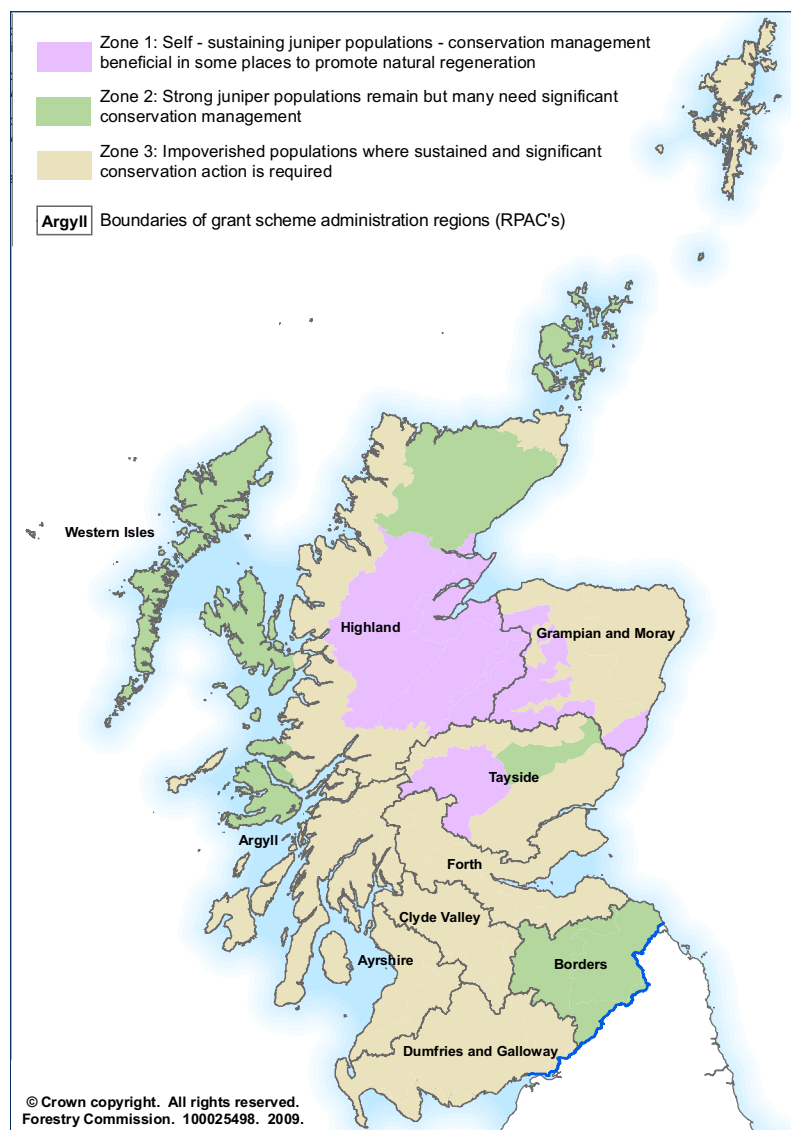 Zone 1: Self - sustaining juniper populations - conservation management
beneficial in some places to promote natural regeneration
Zone 2: Strong juniper populations remain but many need significant
conservation management
Zone 3: Impoverished populations where sustained and significant
conservation action is required
Argyll Boundaries of grant scheme administration regions (RPAC's)
Western Isles
Highland
Grampian and Moray
Tayside
Argyll
Forth
Clyde Valley
Ayrshire
Borders
Dumfries and Galloway
© Crown copyright. All rights reserved.
Forestry Commission. 100025498. 2009.